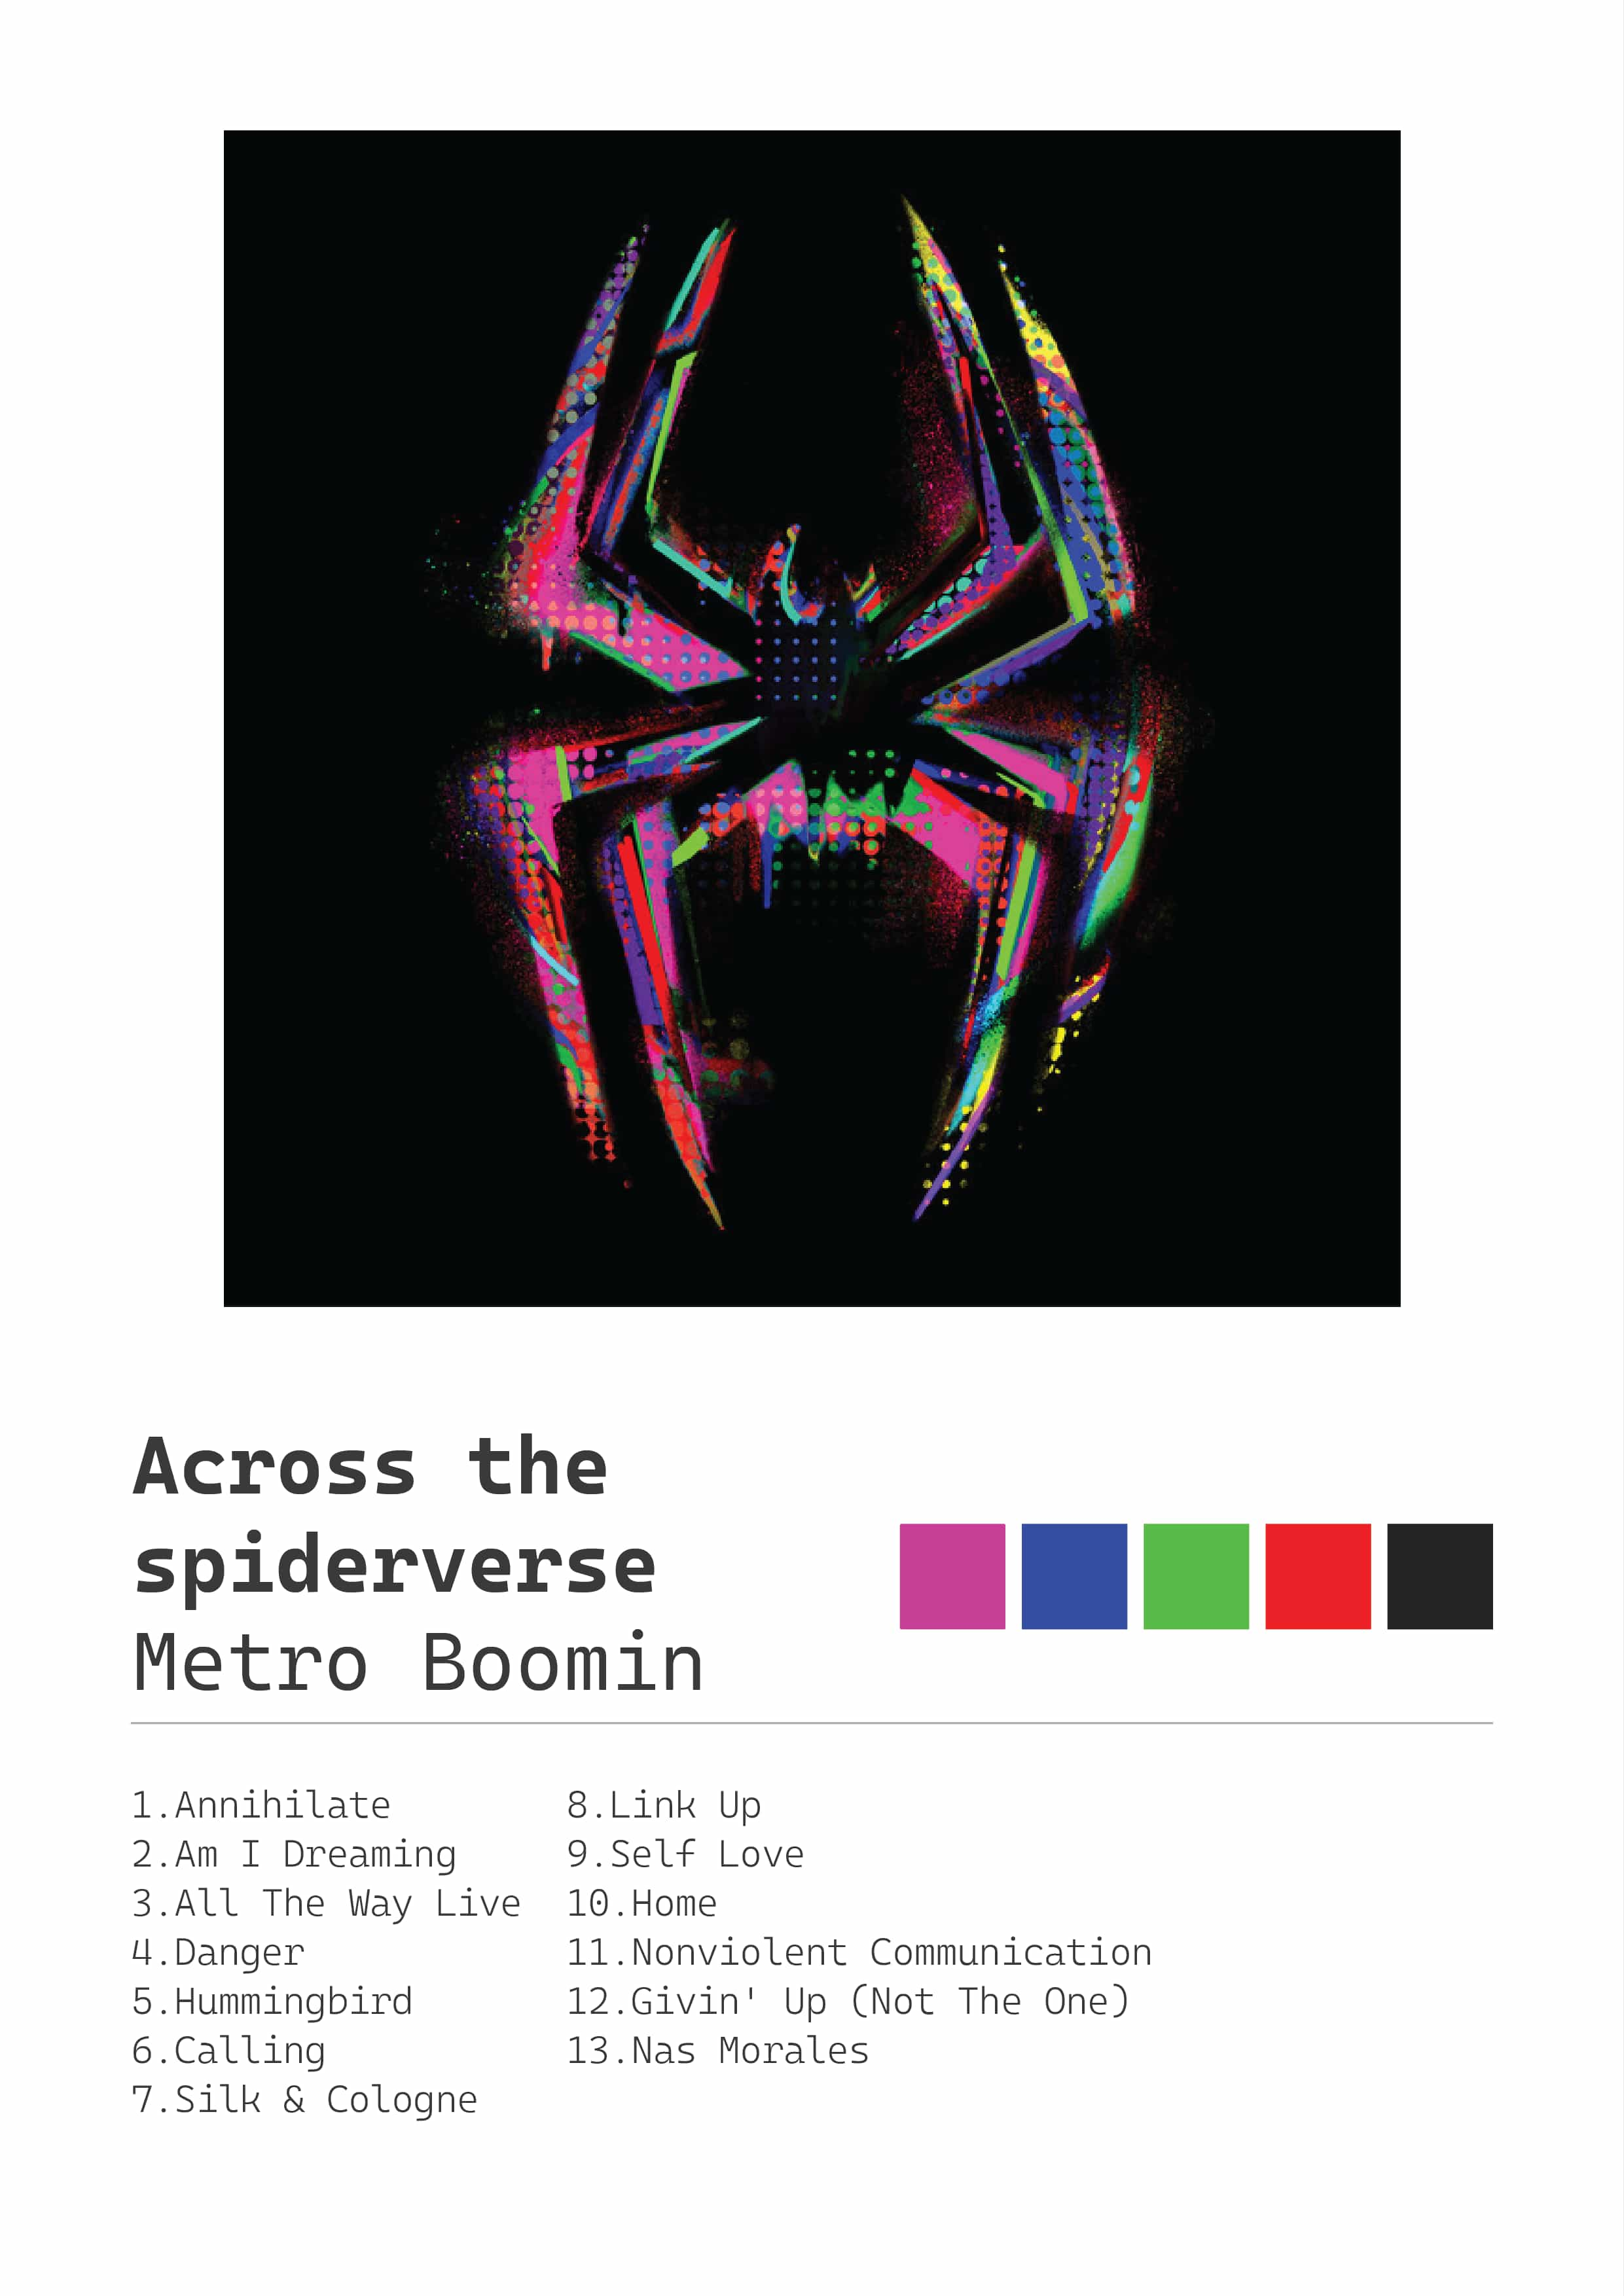 Across the
spiderverse
Metro Boomin
1.Annihilate
2.Am I Dreaming
3.All The Way Live
4.Danger
5.Hummingbird
6.Calling
7.Silk & Cologne
8.Link Up
9.Self Love
10.Home
11.Nonviolent Communication
12.Givin' Up (Not The One)
13.Nas Morales